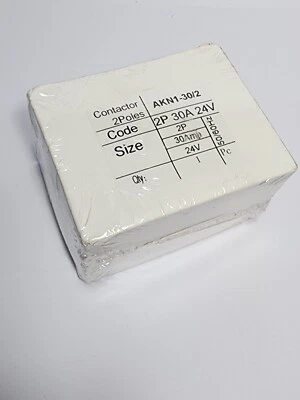 Contactor AKN1-30/2
2Poles
Code 2P 30A 24V
Size 2P
30Amp
24V
50/60HZ
Qty: 1 Pc